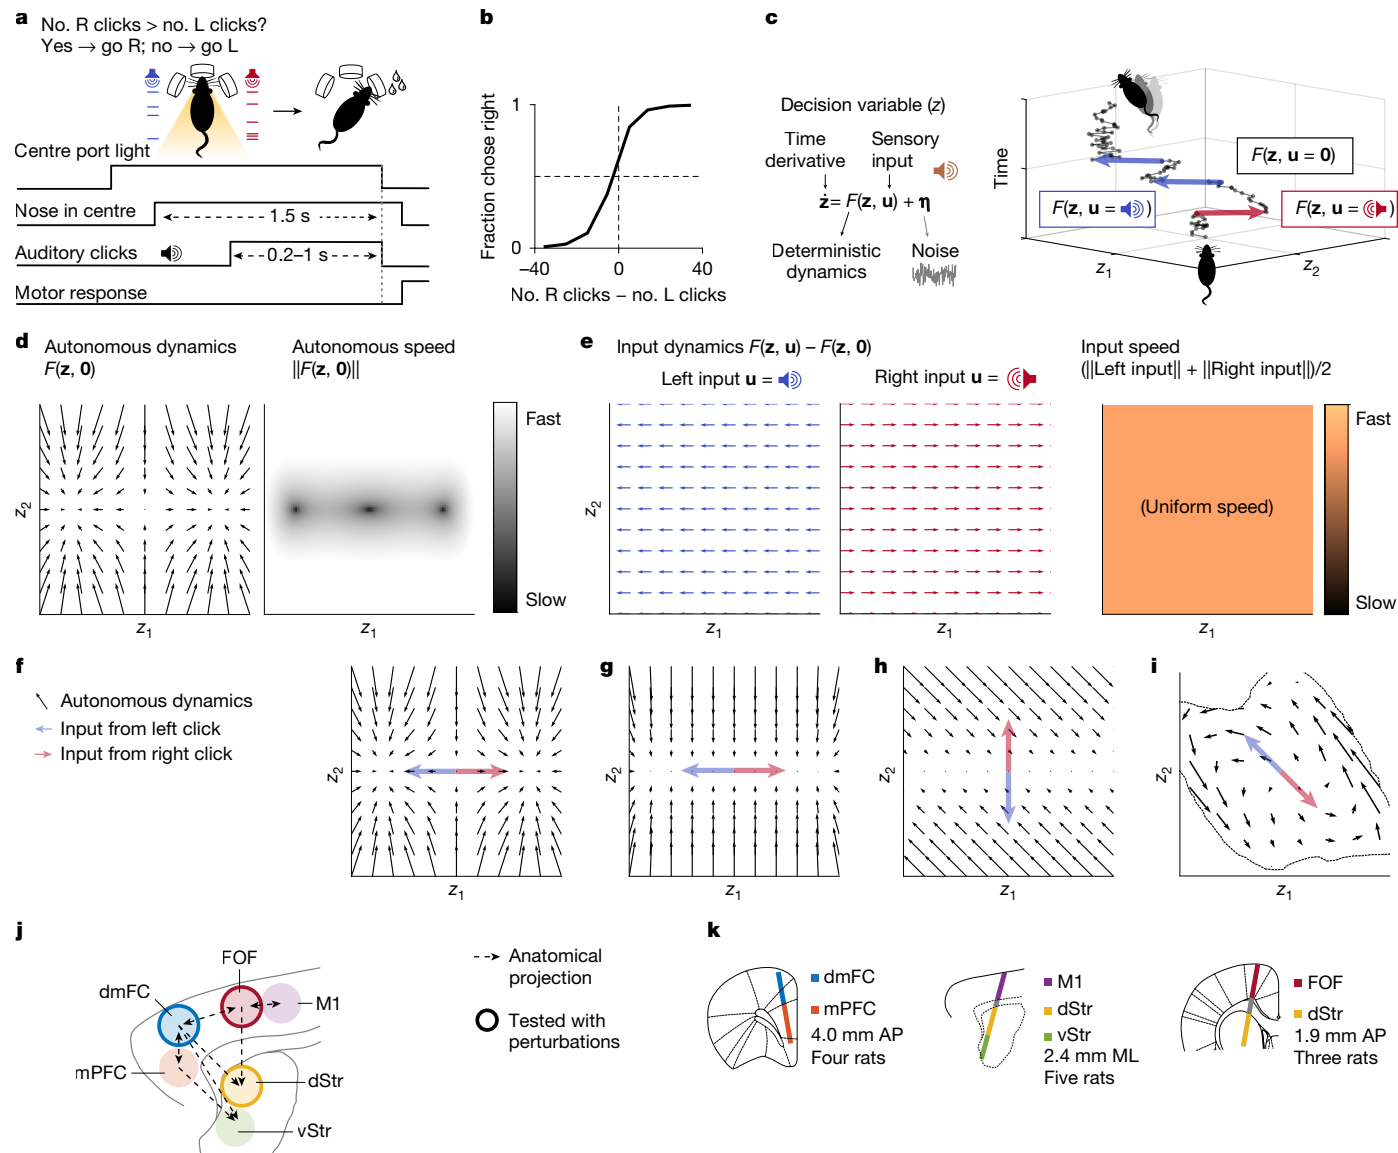 a
No. R clicks > no. L clicks?
Yes → go R; no → go L
Centre port light
Nose in centre
1.5 s
Auditory clicks
0.2–1 s
Motor response
b
Fraction chose right
1
0
−40
0
40
No. R clicks − no. L clicks
c
Decision variable (z)
Time
derivative
Sensory
input
ż = F(z, u) + η
Deterministic
dynamics
Noise
Time
F(z, u = 0)
F(z, u = )
F(z, u = )
z1
z2
d
Autonomous dynamics
F(z, 0)
Autonomous speed
||F(z, 0)||
Fast
Slow
z2
z1
z1
e
Input dynamics F(z, u) − F(z, 0)
Left input u =
Right input u =
Input speed
(||Left input|| + ||Right input||)/2
(Uniform speed)
Fast
Slow
z2
z1
z1
z1
f
Autonomous dynamics
Input from left click
Input from right click
z2
z1
g
z2
z1
h
z2
z1
i
z2
z1
j
FOF
dmFC
M1
mPFC
dStr
vStr
Anatomical
projection
Tested with
perturbations
k
dmFC
mPFC
4.0 mm AP
Four rats
M1
dStr
vStr
2.4 mm ML
Five rats
FOF
dStr
1.9 mm AP
Three rats